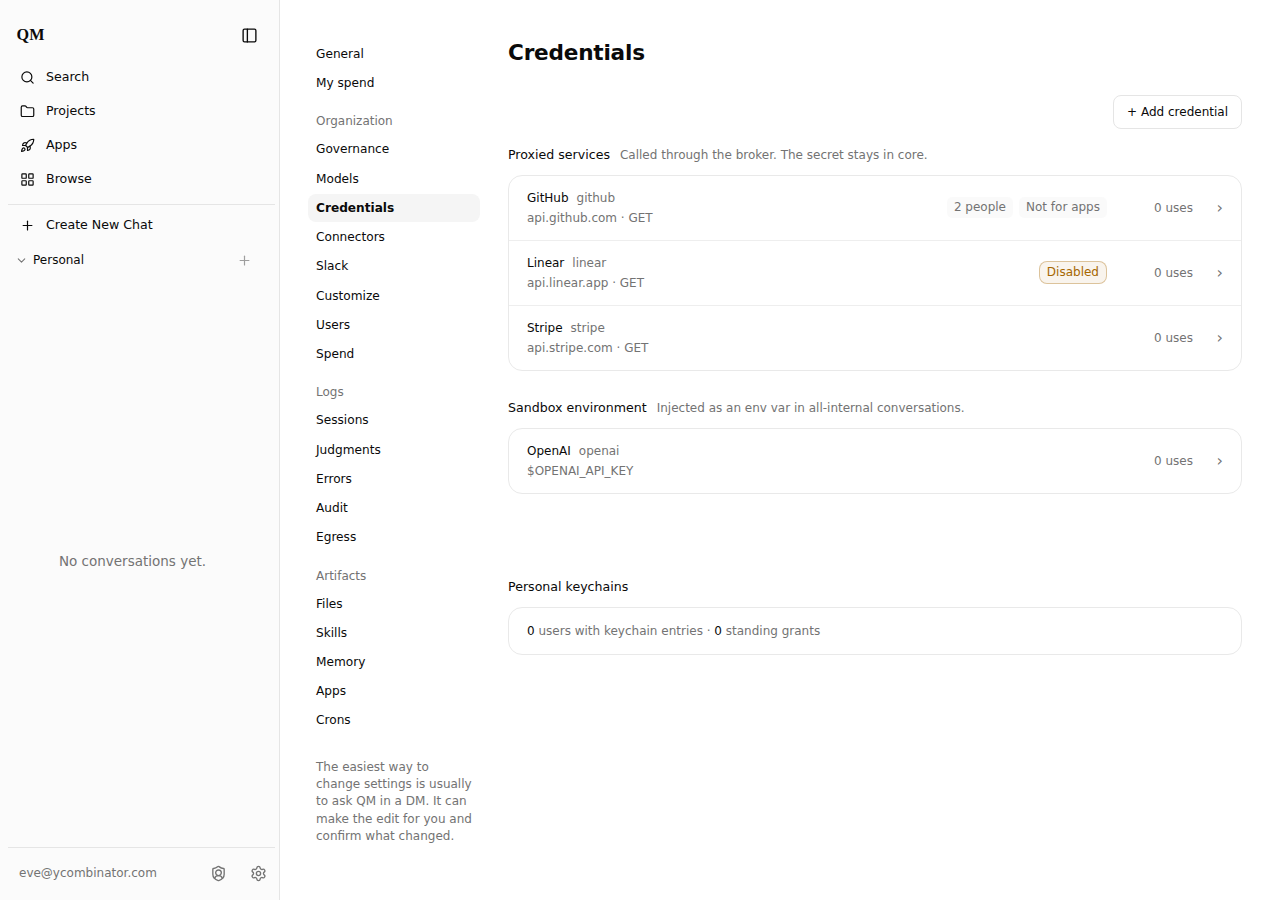 QM
Search
Projects
Apps
Browse
Create New Chat
Personal
No conversations yet.
eve@ycombinator.com
General
My spend
Organization
Governance
Models
Credentials
Connectors
Slack
Customize
Users
Spend
Logs
Sessions
Judgments
Errors
Audit
Egress
Artifacts
Files
Skills
Memory
Apps
Crons
The easiest way to
change settings is usually
to ask QM in a DM. It can
make the edit for you and
confirm what changed.
Credentials
+ Add credential
Proxied services Called through the broker. The secret stays in core.
GitHub github
api.github.com · GET
2 people Not for apps 0 uses
Linear linear
api.linear.app · GET
Disabled 0 uses
Stripe stripe
api.stripe.com · GET
0 uses
Sandbox environment Injected as an env var in all-internal conversations.
OpenAI openai
$OPENAI_API_KEY
0 uses
Personal keychains
0 users with keychain entries · 0 standing grants